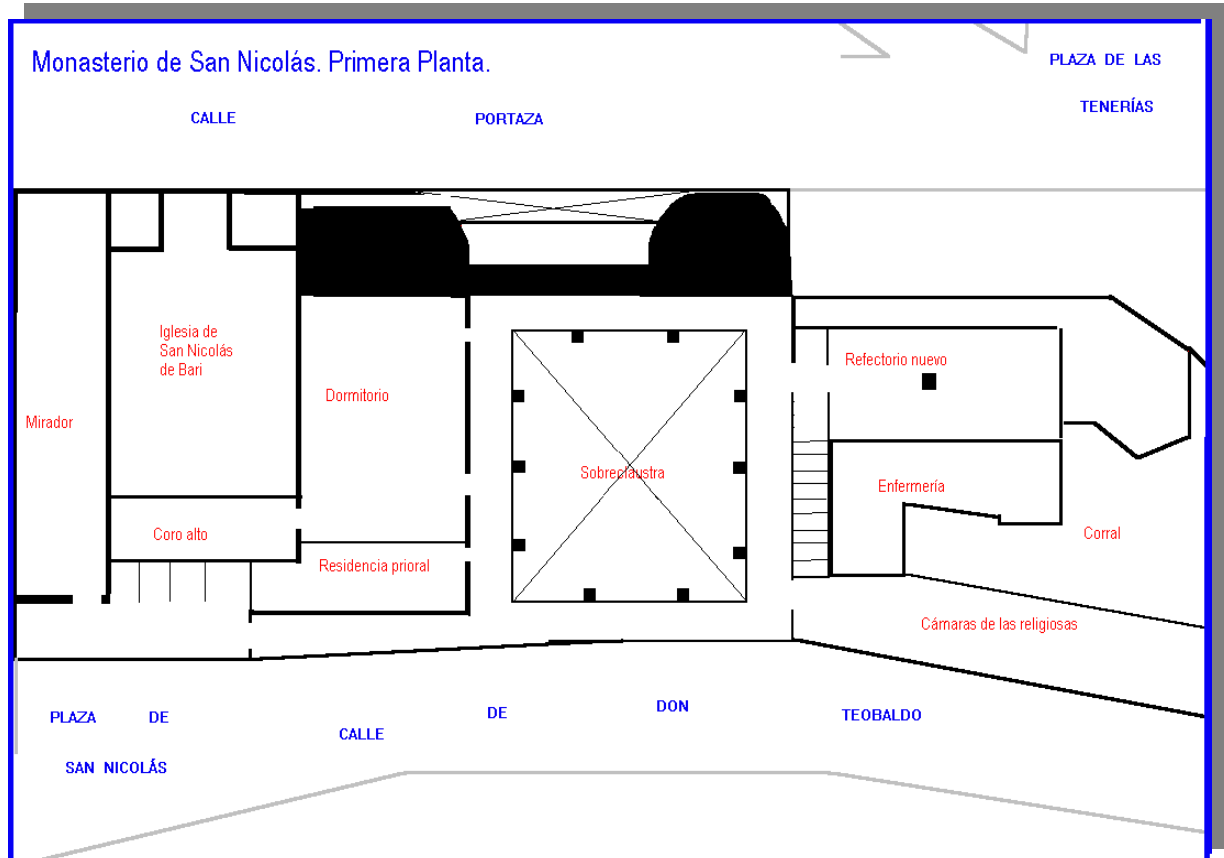 Monasterio de San Nicolás. Primera Planta.
PLAZA DE LAS
TENERÍAS
CALLE PORTAZA
Iglesia de
San Nicolás
de Bari
Mirador
Dormitorio
Sobreclaustra
Refectorio nuevo
Enfermería
Coro alto
Residencia prioral
Corral
Cámaras de las religiosas
PLAZA DE
SAN NICOLÁS
CALLE DE DON TEOBALDO